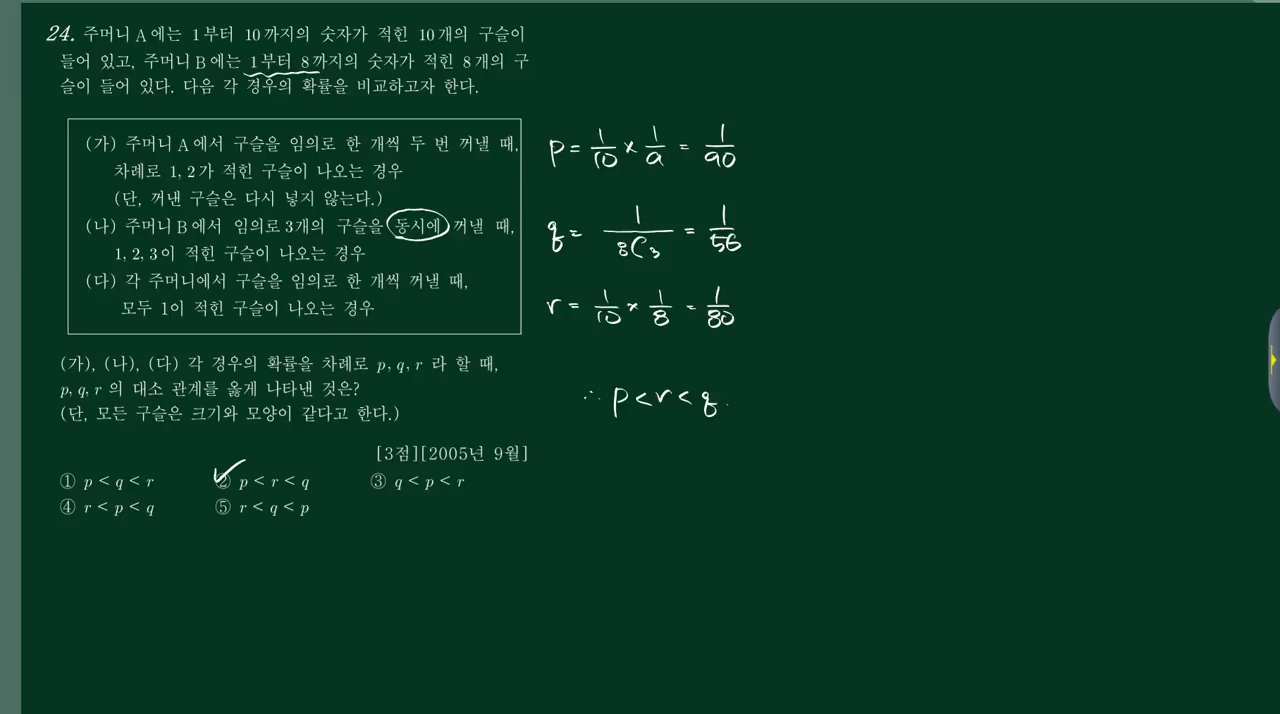 24. 주머니 A에는 1부터 10까지의 숫자가 적힌 10개의 구슬이
들어 있고, 주머니 B에는 1부터 8까지의 숫자가 적힌 8개의 구
슬이 들어 있다. 다음 각 경우의 확률을 비교하고자 한다.
(가) 주머니 A에서 구슬을 임의로 한 개씩 두 번 꺼낼 때,
차례로 1, 2가 적힌 구슬이 나오는 경우
(단, 꺼낸 구슬은 다시 넣지 않는다.)
(나) 주머니 B에서 임의로 3개의 구슬을 동시에 꺼낼 때,
1, 2, 3이 적힌 구슬이 나오는 경우
(다) 각 주머니에서 구슬을 임의로 한 개씩 꺼낼 때,
모두 1이 적힌 구슬이 나오는 경우
(가), (나), (다) 각 경우의 확률을 차례로 p, q, r 라 할 때,
p, q, r 의 대소 관계를 옳게 나타낸 것은?
(단, 모든 구슬은 크기와 모양이 같다고 한다.)
[3점][2005년 9월]
① p < q < r ② p < r < q ③ q < p < r
④ r < p < q ⑤ r < q < p
p = 1/10 × 1/9 = 1/90
q = 1/8C3 = 1/56
r = 1/10 × 1/8 = 1/80
∴ p < r < q.